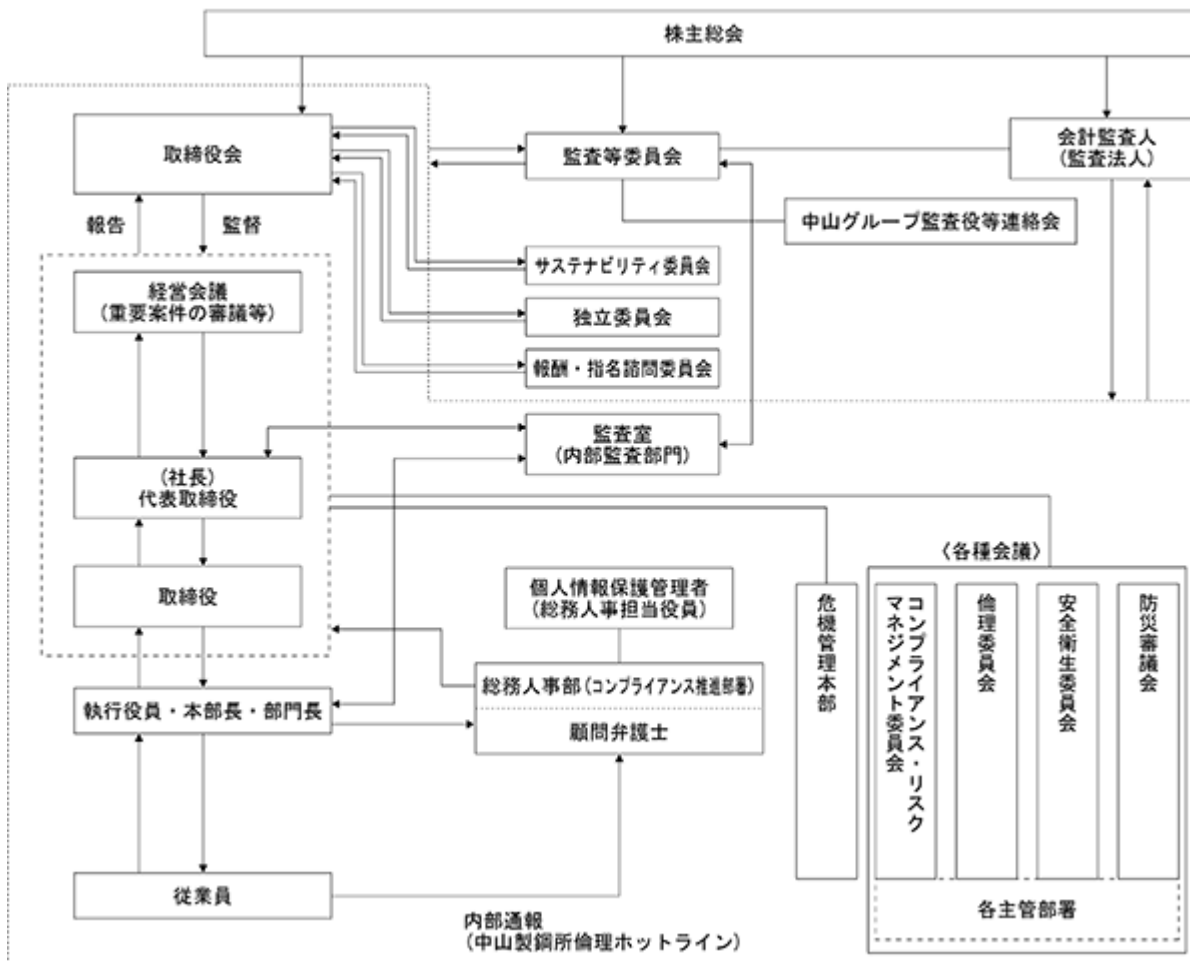 株主総会
取締役会
監査等委員会
会計監査人
(監査法人)
報告
監督
中山グループ監査役等連絡会
サステナビリティ委員会
経営会議
(重要案件の審議等)
独立委員会
報酬・指名諮問委員会
監査室
(内部監査部門)
(社長)
代表取締役
〈各種会議〉
取締役
個人情報保護管理者
(総務人事担当役員)
危機管理本部
コンプライアンス・リスク
マネジメント委員会
倫理委員会
安全衛生委員会
防災審議会
総務人事部(コンプライアンス推進部署)
執行役員・本部長・部門長
顧問弁護士
従業員
各主管部署
内部通報
(中山製鋼所倫理ホットライン)